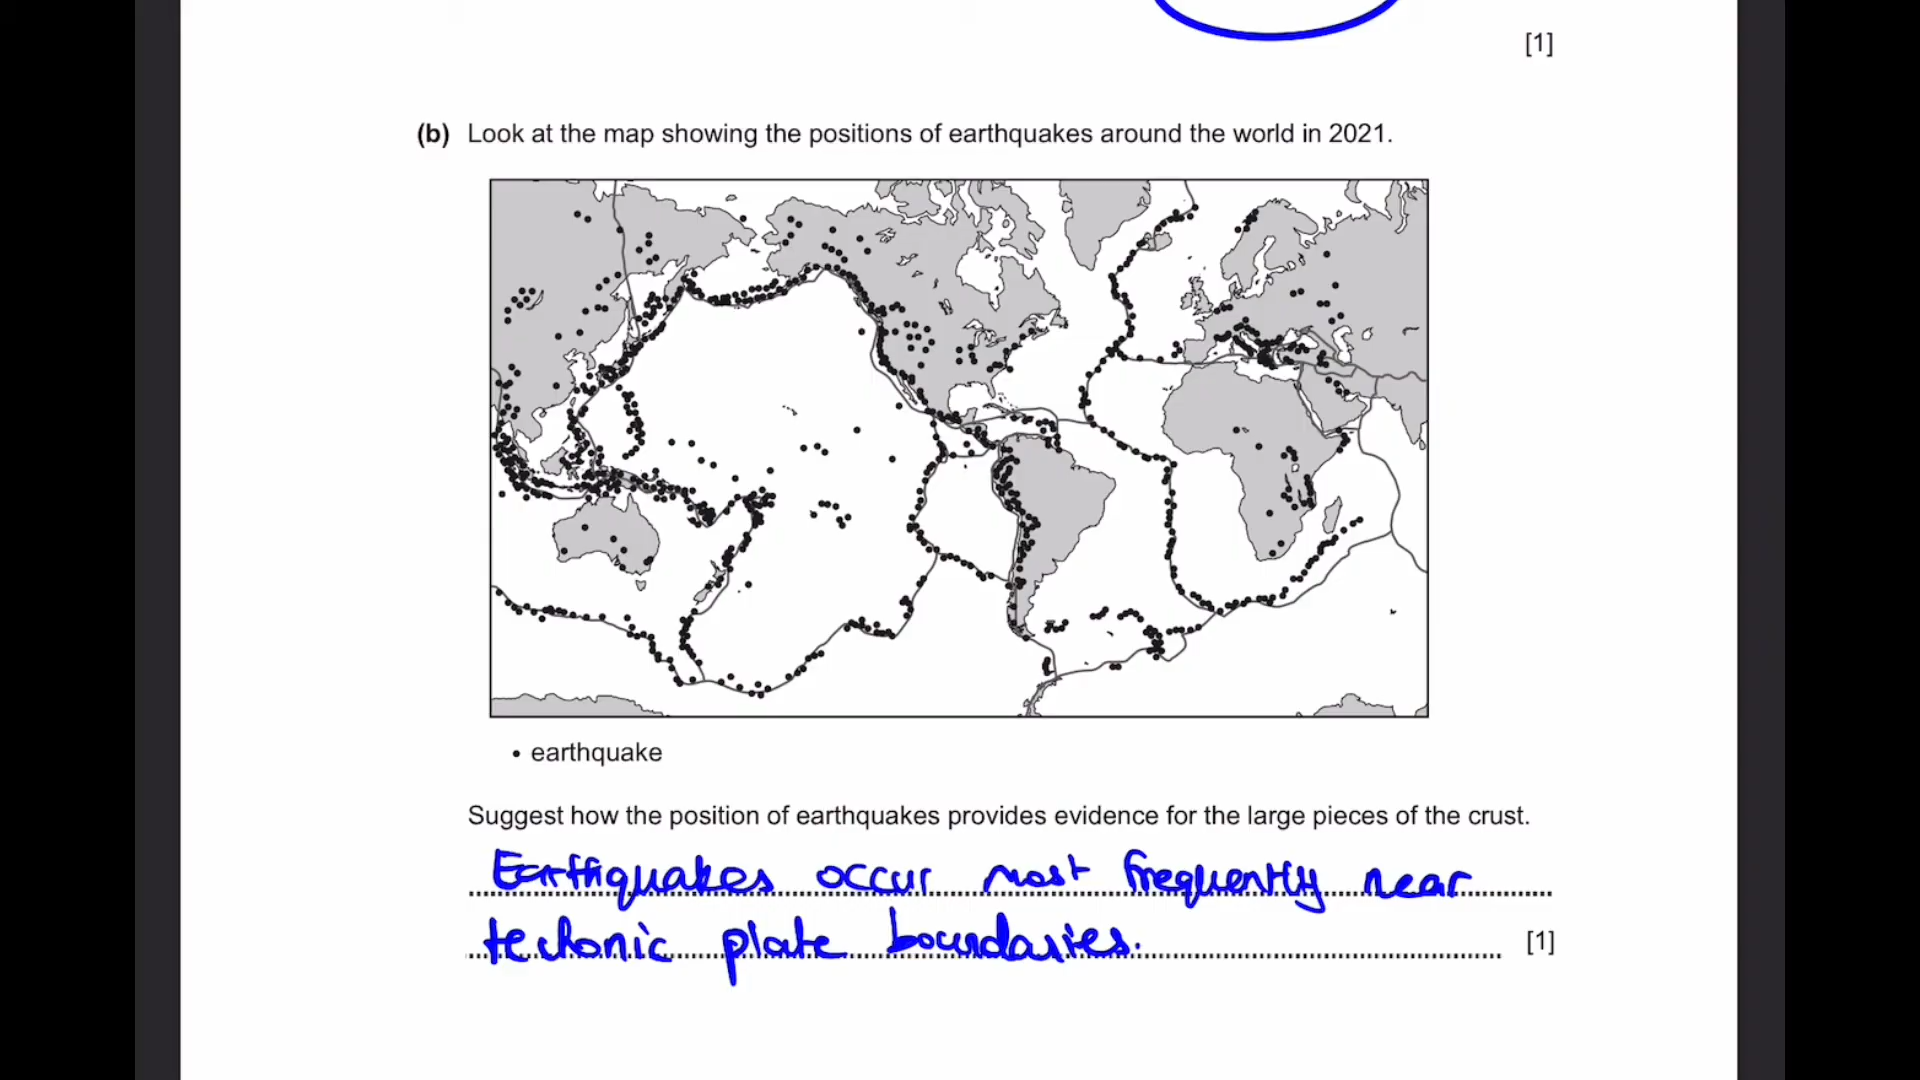 [1]
(b) Look at the map showing the positions of earthquakes around the world in 2021.
• earthquake
Suggest how the position of earthquakes provides evidence for the large pieces of the crust.
Earthquakes occur most frequently near
tectonic plate boundaries. [1]